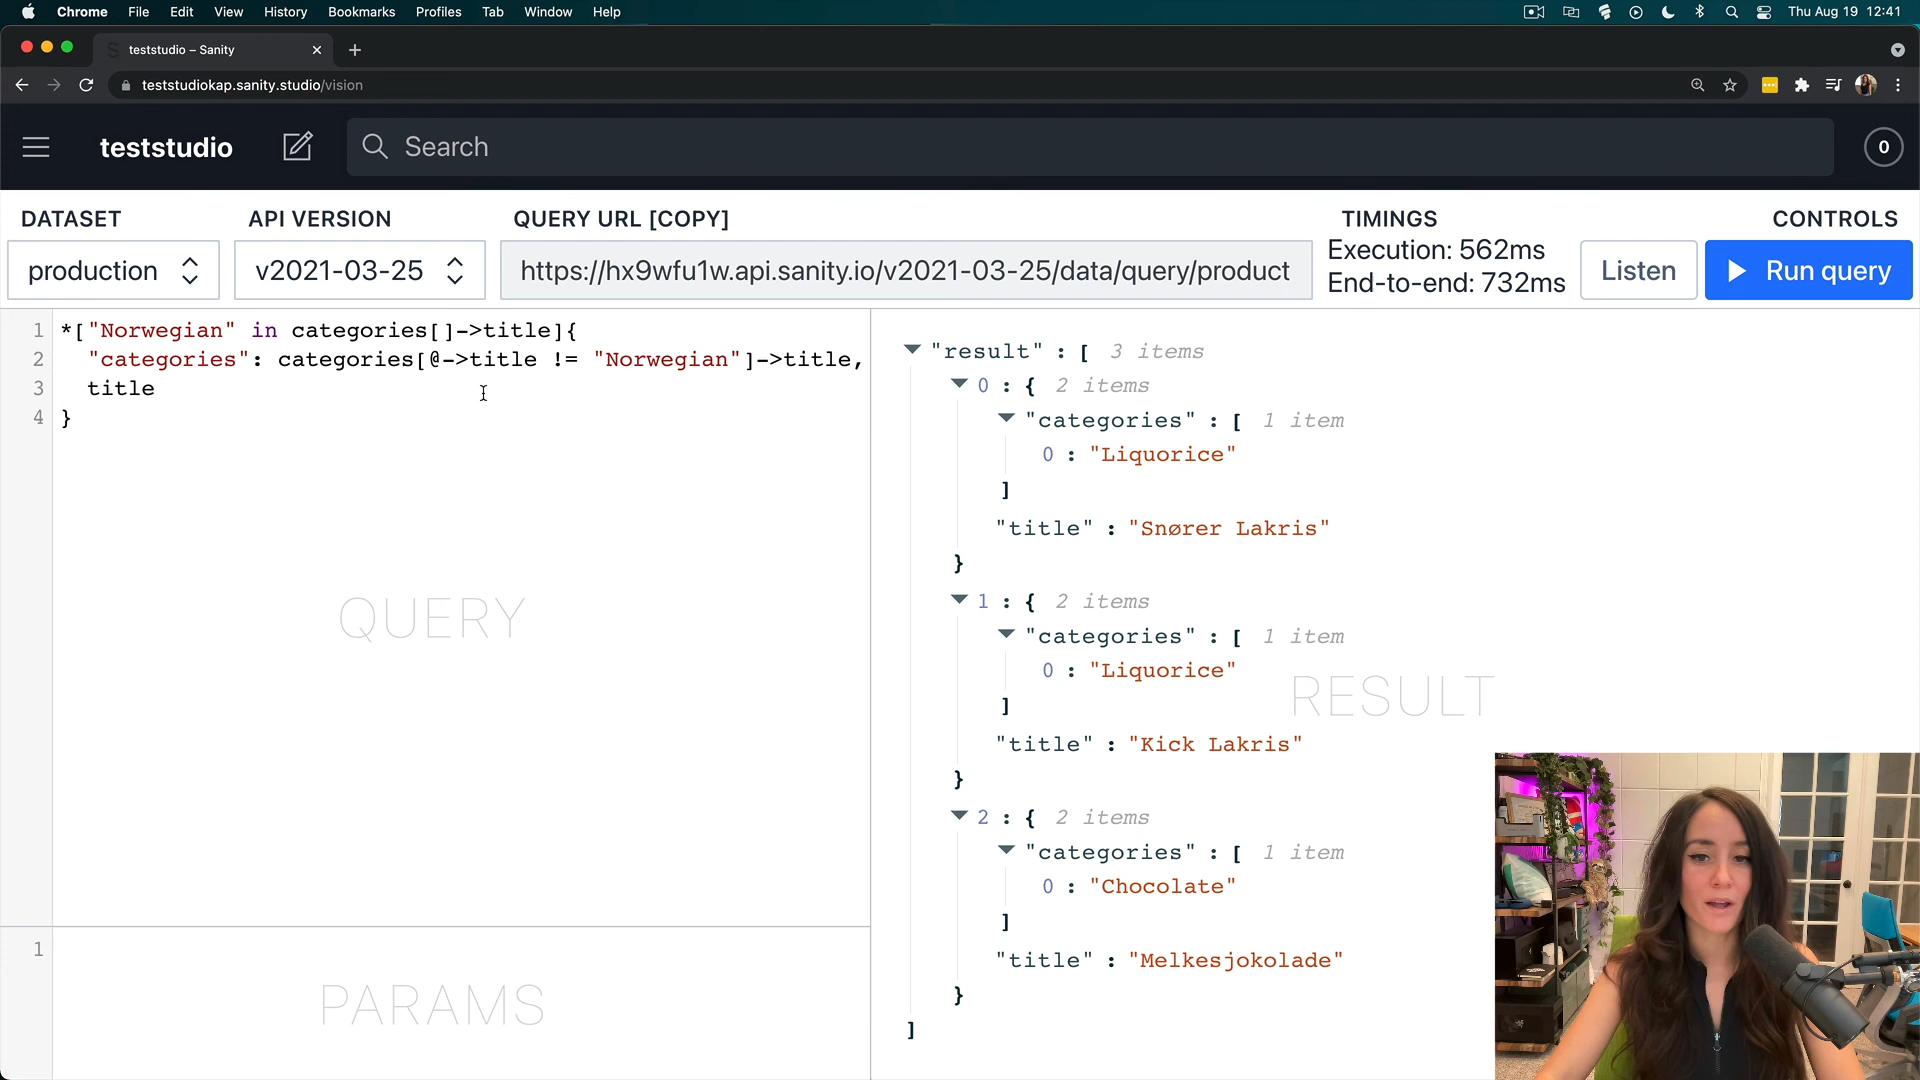 Chrome File Edit View History Bookmarks Profiles Tab Window Help Thu Aug 19 12:41
teststudio – Sanity
teststudiokap.sanity.studio/vision
teststudio Search 0
DATASET API VERSION QUERY URL [COPY] TIMINGS CONTROLS
production v2021-03-25 https://hx9wfu1w.api.sanity.io/v2021-03-25/data/query/product Execution: 562ms Listen Run query
End-to-end: 732ms
1 *["Norwegian" in categories[]->title]{
2 "categories": categories[@->title != "Norwegian"]->title,
3 title
4 }
QUERY
1
PARAMS
"result" : [ 3 items
0 : { 2 items
"categories" : [ 1 item
0 : "Liquorice"
]
"title" : "Snører Lakris"
}
1 : { 2 items
"categories" : [ 1 item
0 : "Liquorice"
]
"title" : "Kick Lakris"
}
2 : { 2 items
"categories" : [ 1 item
0 : "Chocolate"
]
"title" : "Melkesjokolade"
}
]
RESULT